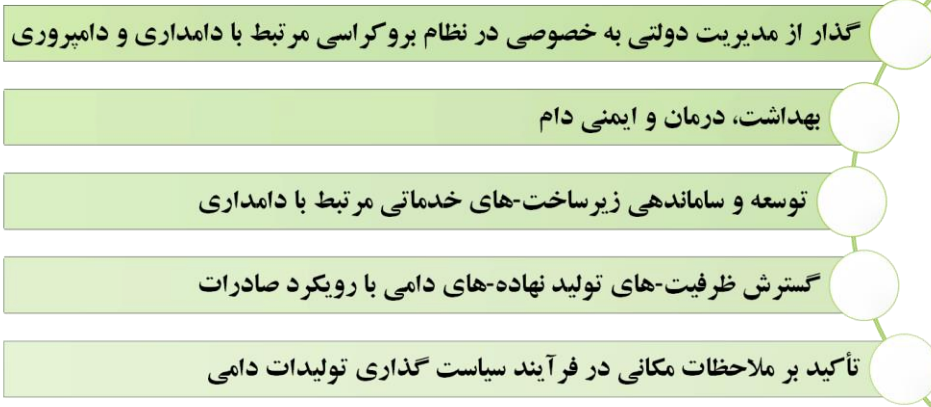 گذار از مدیریت دولتی به خصوصی در نظام بروکراسی مرتبط با دامداری و دامپروری
بهداشت، درمان و ایمنی دام
توسعه و ساماندهی زیرساخت-های خدماتی مرتبط با دامداری
گسترش ظرفیت-های تولید نهاده-های دامی با رویکرد صادرات
تأکید بر ملاحظات مکانی در فرآیند سیاست گذاری تولیدات دامی